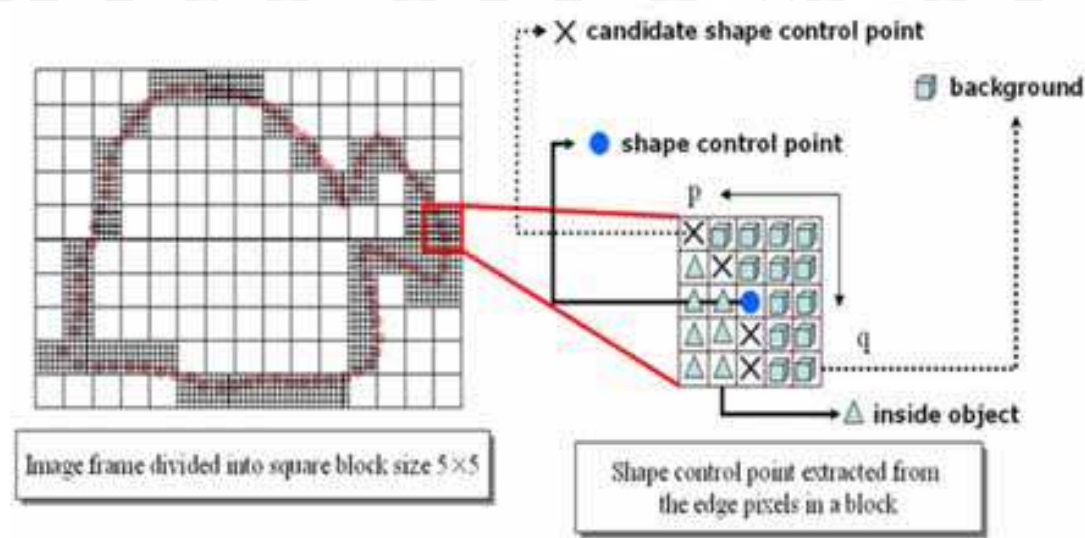 candidate shape control point
background
shape control point
p
q
inside object
Image frame divided into square block size 5×5
Shape control point extracted from
the edge pixels in a block